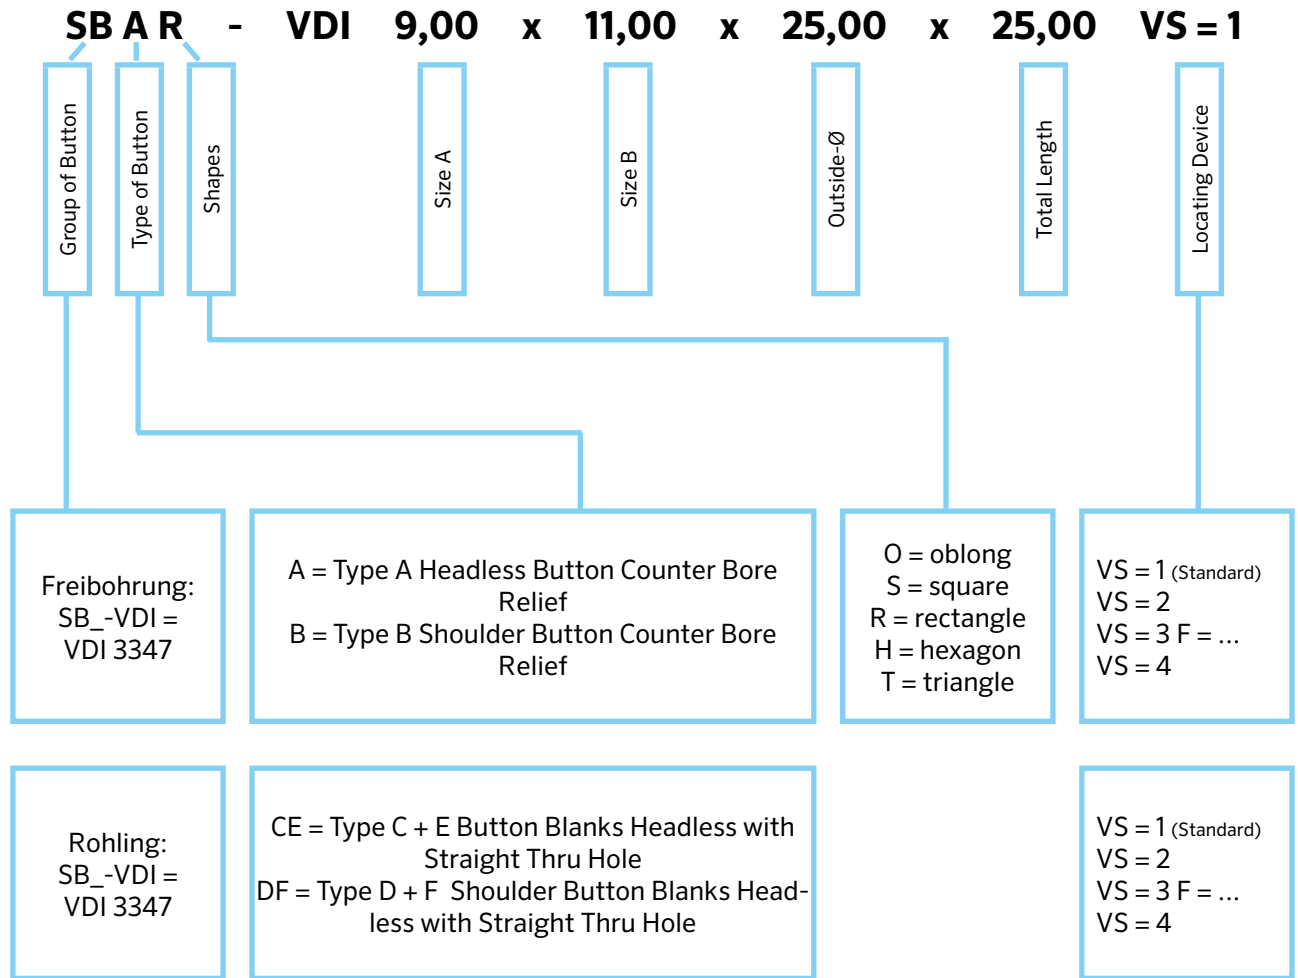 SB A R - VDI 9,00 x 11,00 x 25,00 x 25,00 VS = 1
Group of Button
Type of Button
Shapes
Size A
Size B
Outside-Ø
Total Length
Locating Device
Freibohrung:
SB_-VDI =
VDI 3347
A = Type A Headless Button Counter Bore
Relief
B = Type B Shoulder Button Counter Bore
Relief
O = oblong
S = square
R = rectangle
H = hexagon
T = triangle
VS = 1 (Standard)
VS = 2
VS = 3 F = ...
VS = 4
Rohling:
SB_-VDI =
VDI 3347
CE = Type C + E Button Blanks Headless with
Straight Thru Hole
DF = Type D + F Shoulder Button Blanks Head-
less with Straight Thru Hole
VS = 1 (Standard)
VS = 2
VS = 3 F = ...
VS = 4